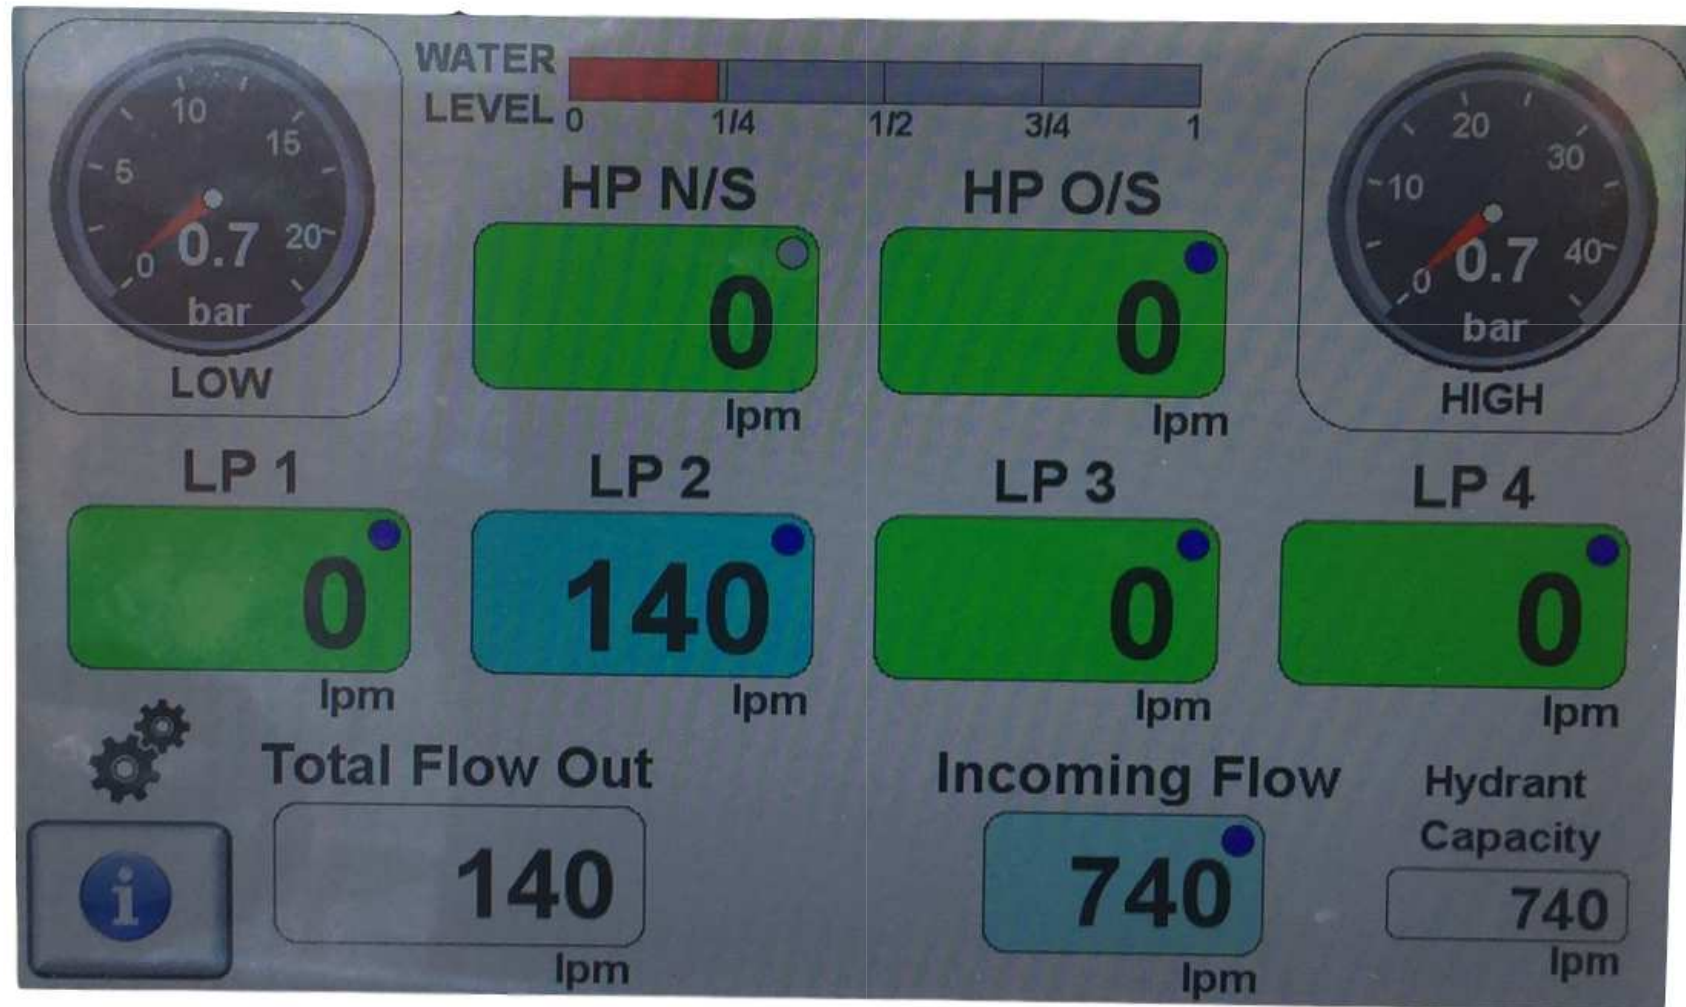 WATER
LEVEL
0 1/4 1/2 3/4 1
0 5 10 15 20
0.7
bar
LOW
HP N/S
0
lpm
HP O/S
0
lpm
0 10 20 30 40
0.7
bar
HIGH
LP 1
0
lpm
LP 2
140
lpm
LP 3
0
lpm
LP 4
0
lpm
Total Flow Out
140
lpm
Incoming Flow
740
lpm
Hydrant
Capacity
740
lpm
i